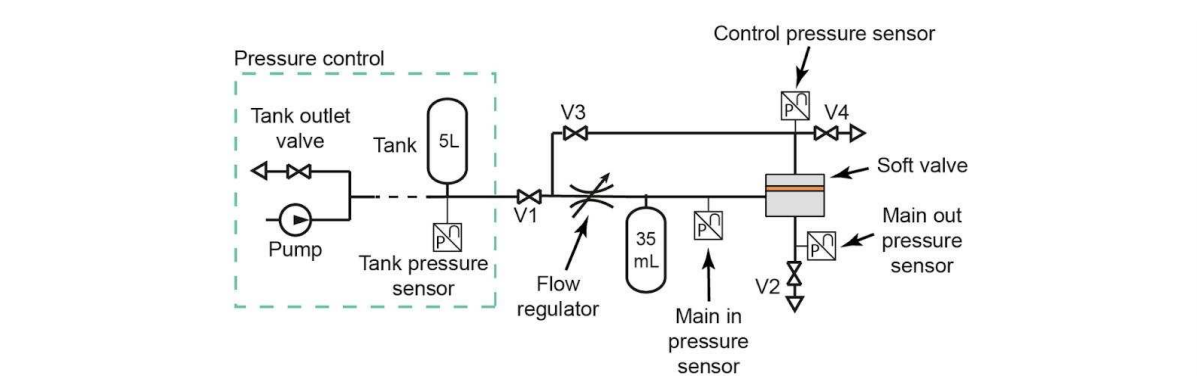 Control pressure sensor
Pressure control
Tank outlet
valve
Tank
5L
P
V3
V4
Soft valve
Pump
V1
P
Tank pressure
sensor
Flow
regulator
35
mL
P
Main in
pressure
sensor
P
Main out
pressure
sensor
V2